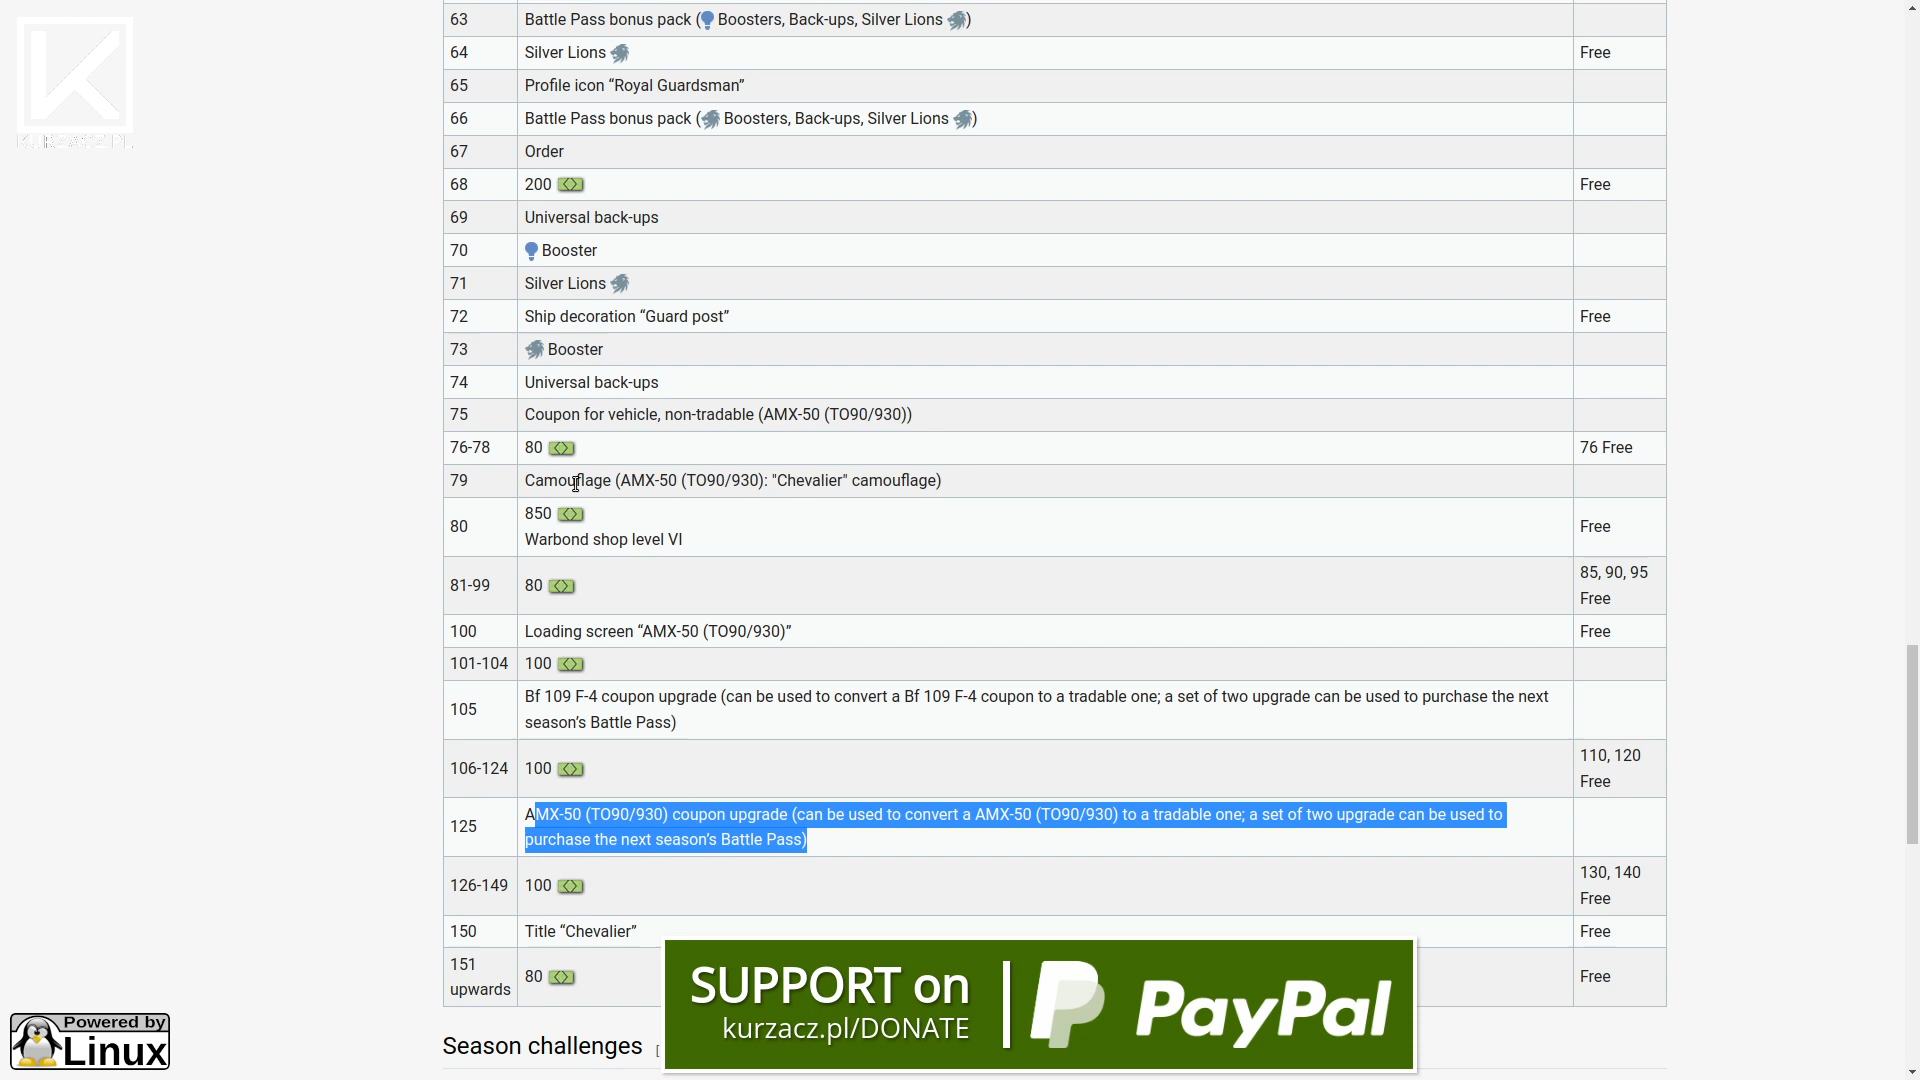 63 Battle Pass bonus pack (Boosters, Back-ups, Silver Lions)
64 Silver Lions Free
65 Profile icon “Royal Guardsman”
66 Battle Pass bonus pack (Boosters, Back-ups, Silver Lions)
67 Order
68 200 Free
69 Universal back-ups
70 Booster
71 Silver Lions
72 Ship decoration “Guard post” Free
73 Booster
74 Universal back-ups
75 Coupon for vehicle, non-tradable (AMX-50 (TO90/930))
76-78 80 76 Free
79 Camouflage (AMX-50 (TO90/930): "Chevalier" camouflage)
80 850 Free
Warbond shop level VI
81-99 80 85, 90, 95
Free
100 Loading screen “AMX-50 (TO90/930)” Free
101-104 100
105 Bf 109 F-4 coupon upgrade (can be used to convert a Bf 109 F-4 coupon to a tradable one; a set of two upgrade can be used to purchase the next
season’s Battle Pass)
106-124 100 110, 120
Free
125 AMX-50 (TO90/930) coupon upgrade (can be used to convert a AMX-50 (TO90/930) to a tradable one; a set of two upgrade can be used to
purchase the next season’s Battle Pass)
126-149 100 130, 140
Free
150 Title “Chevalier” Free
151
upwards 80 Free
Season challenges [
SUPPORT on
kurzacz.pl/DONATE
PayPal
Powered by
Linux
KURZACZ.PL